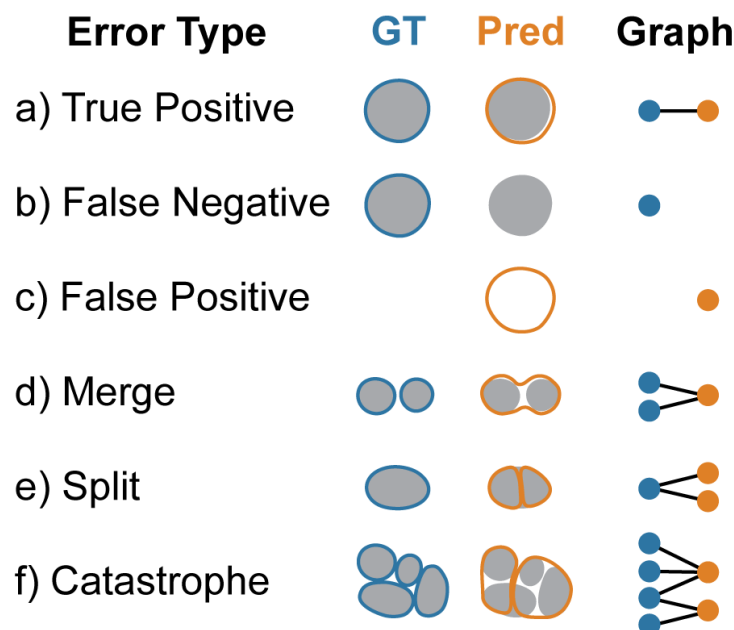 Error Type GT Pred Graph
a) True Positive
b) False Negative
c) False Positive
d) Merge
e) Split
f) Catastrophe